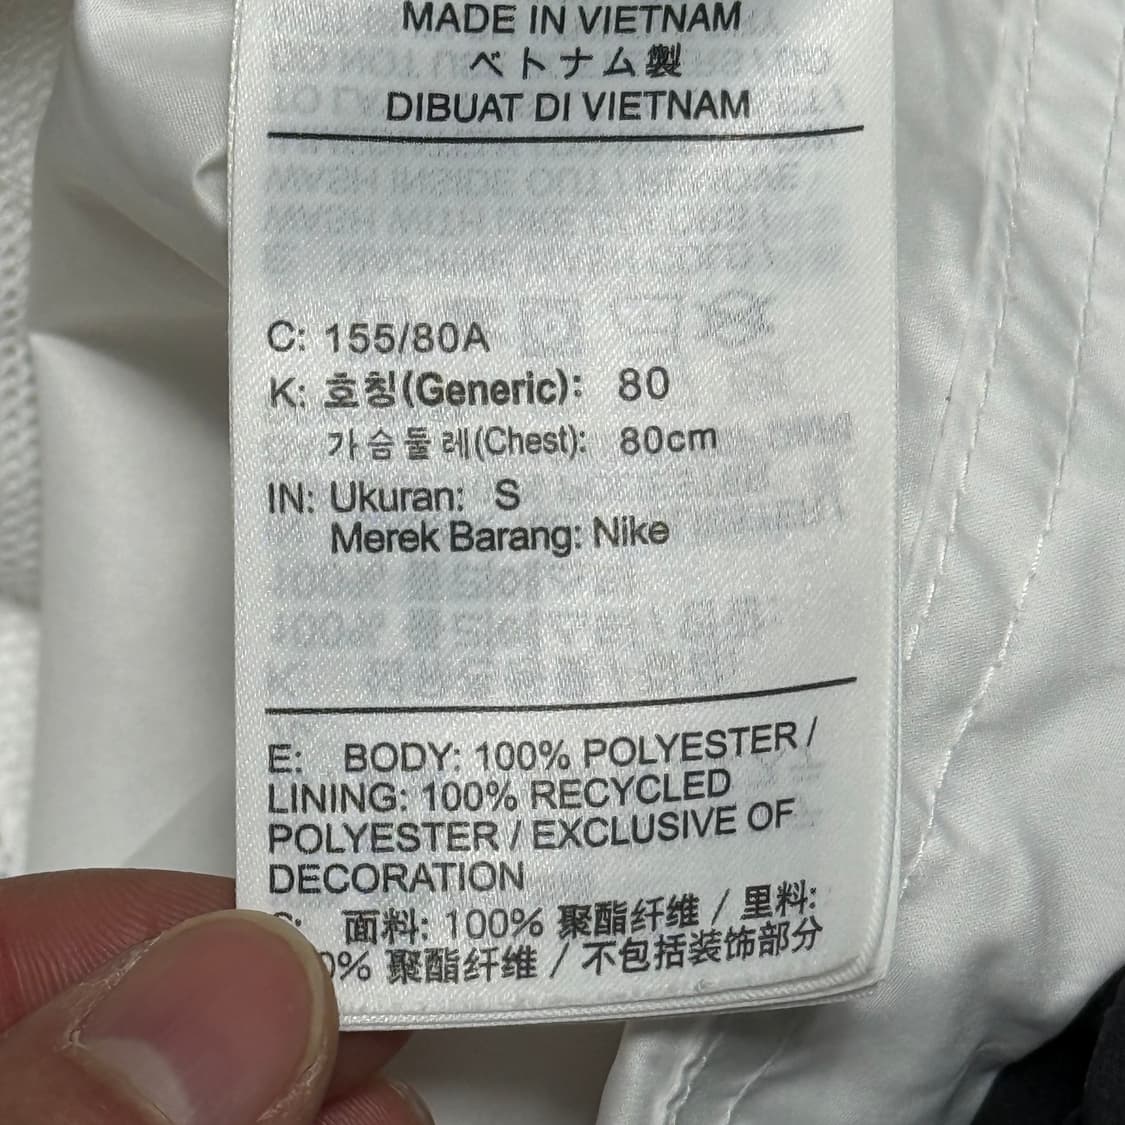 MADE IN VIETNAM
ベトナム製
DIBUAT DI VIETNAM
C: 155/80A
K: 호칭(Generic): 80
가슴둘레(Chest): 80cm
IN: Ukuran: S
Merek Barang: Nike
E: BODY: 100% POLYESTER /
LINING: 100% RECYCLED
POLYESTER / EXCLUSIVE OF
DECORATION
面料: 100% 聚酯纤维 / 里料:
0% 聚酯纤维 / 不包括装饰部分